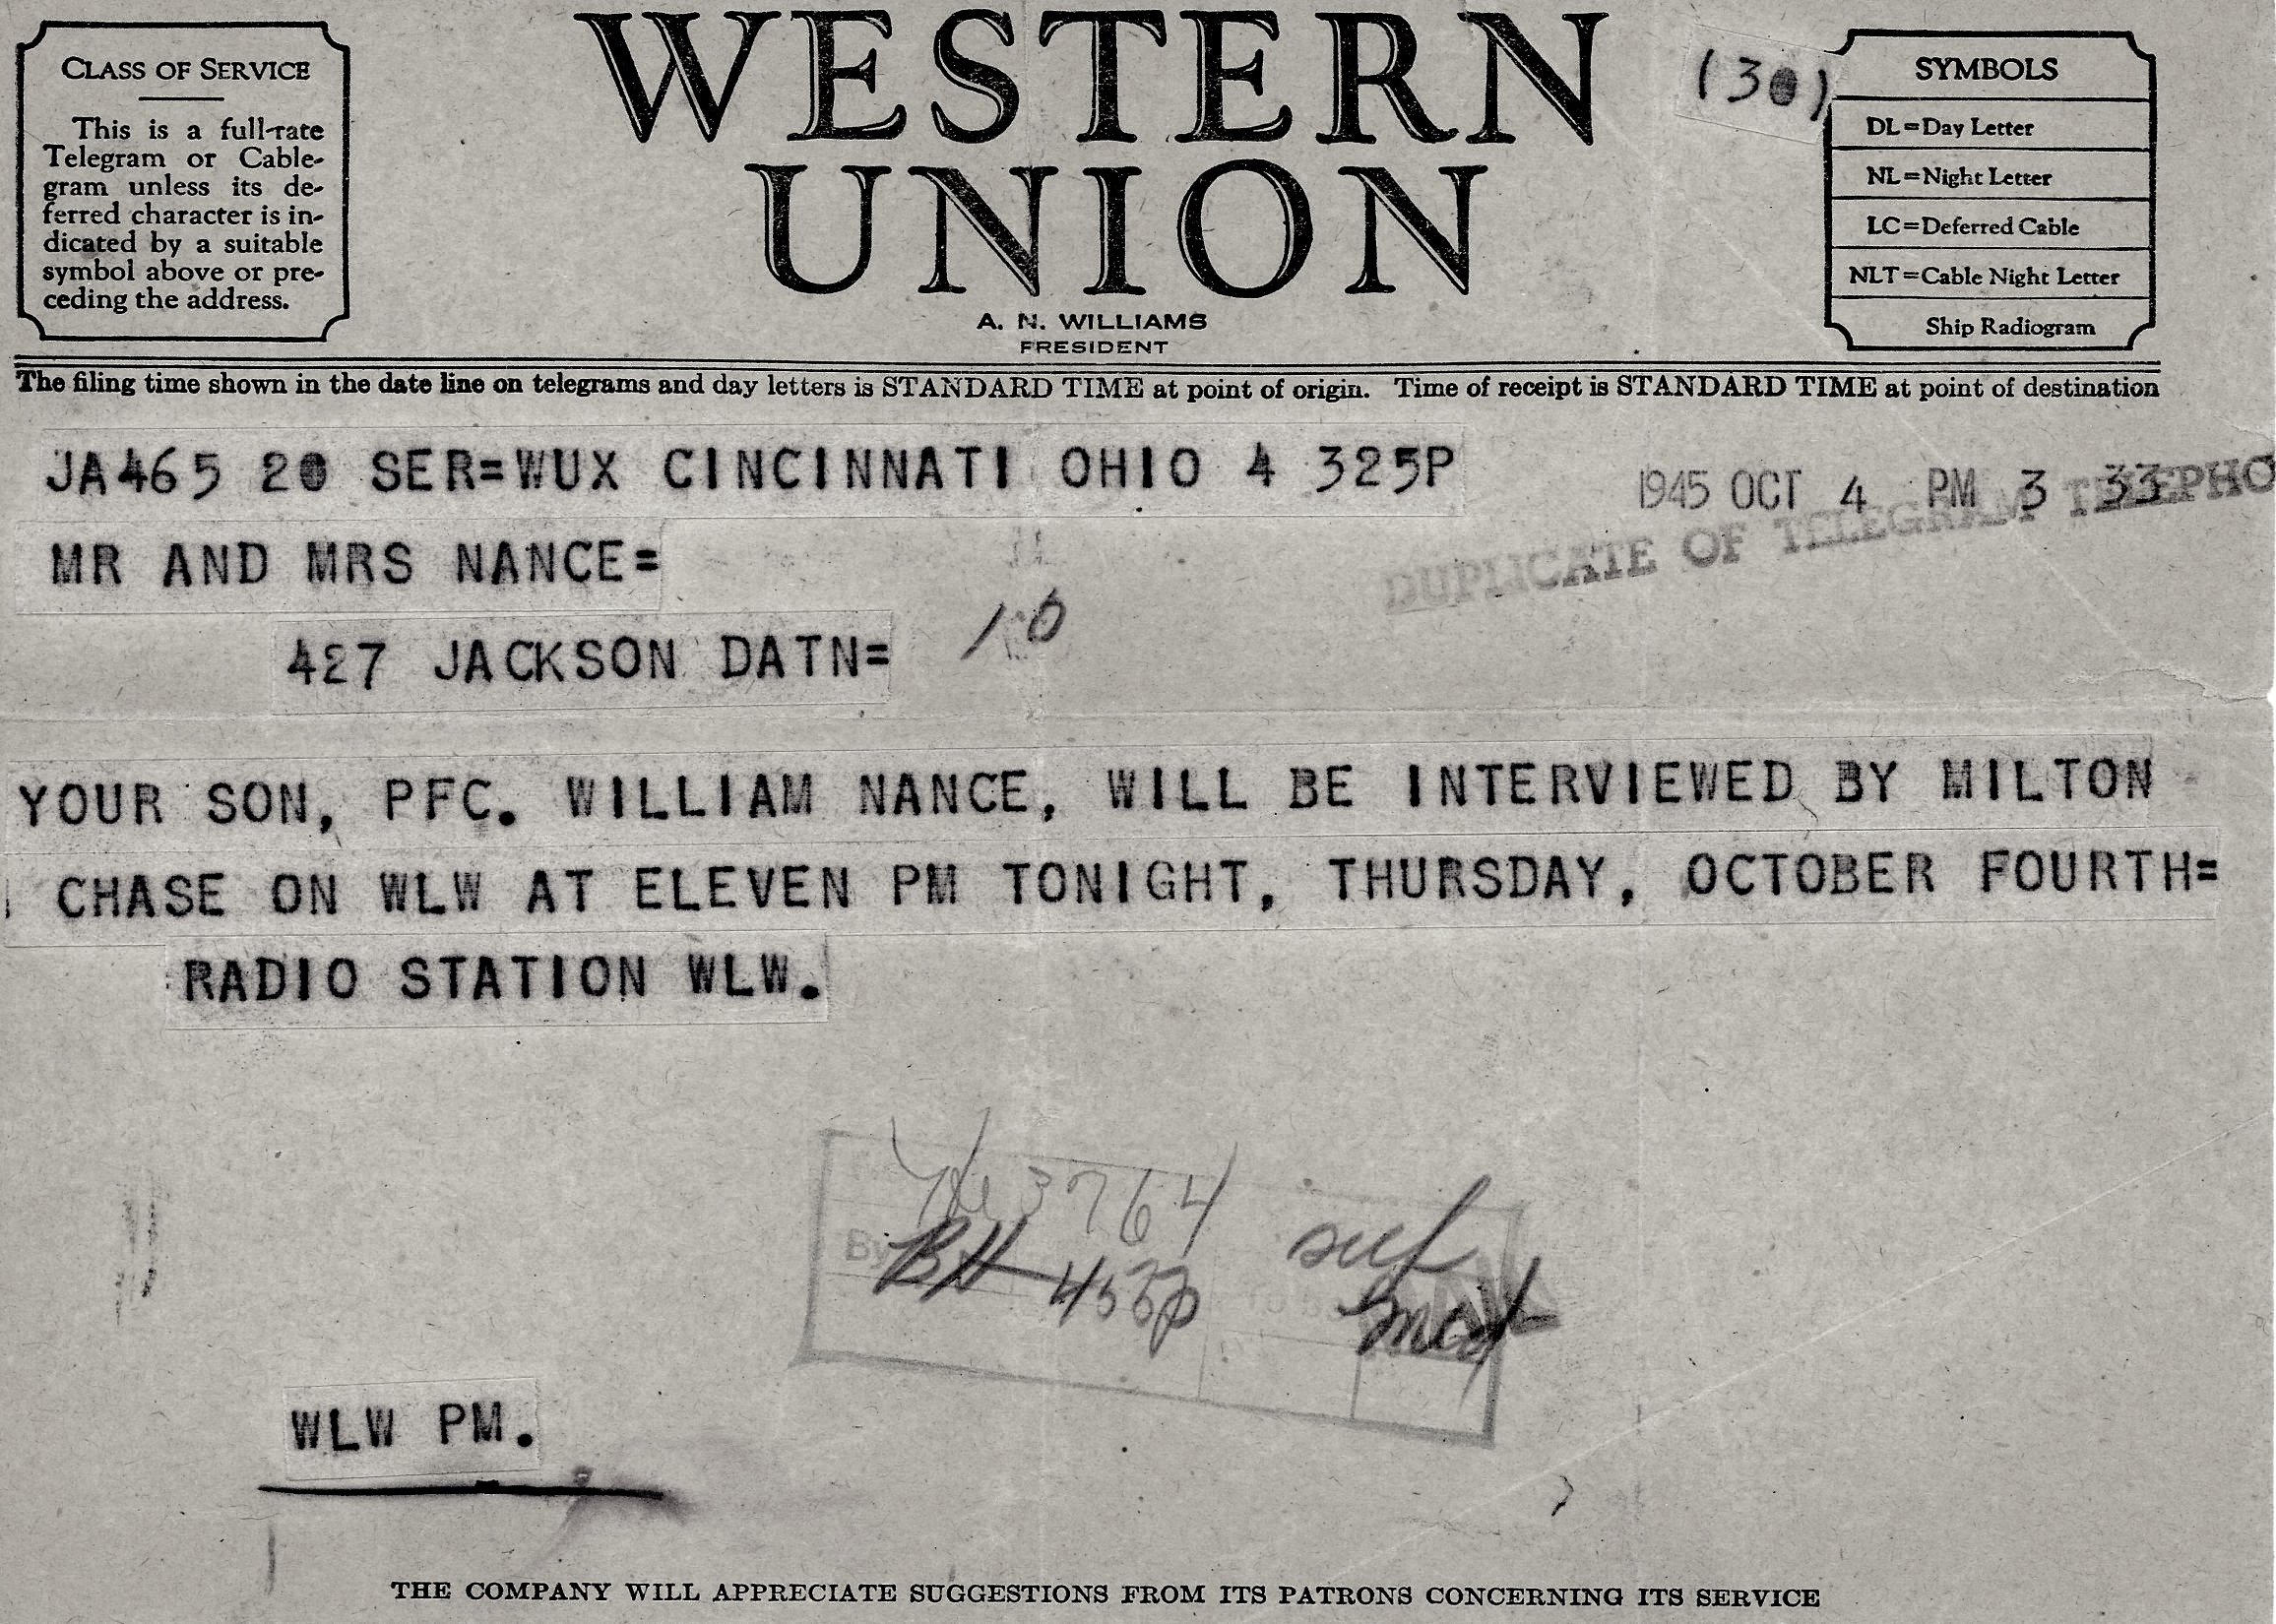 CLASS OF SERVICE
This is a full-rate
Telegram or Cable-
gram unless its de-
ferred character is in-
dicated by a suitable
symbol above or pre-
ceding the address.
WESTERN
UNION
A. N. WILLIAMS
PRESIDENT
(30)
SYMBOLS
DL=Day Letter
NL=Night Letter
LC=Deferred Cable
NLT=Cable Night Letter
Ship Radiogram
The filing time shown in the date line on telegrams and day letters is STANDARD TIME at point of origin. Time of receipt is STANDARD TIME at point of destination
JA465 20 SER=WUX CINCINNATI OHIO 4 325P
1945 OCT 4 PM 3 33
DUPLICATE OF TELEGRAM TELEPHO
MR AND MRS NANCE=
427 JACKSON DATN=
YOUR SON, PFC. WILLIAM NANCE, WILL BE INTERVIEWED BY MILTON
CHASE ON WLW AT ELEVEN PM TONIGHT, THURSDAY, OCTOBER FOURTH=
RADIO STATION WLW.
3764
By
WLW PM.
THE COMPANY WILL APPRECIATE SUGGESTIONS FROM ITS PATRONS CONCERNING ITS SERVICE